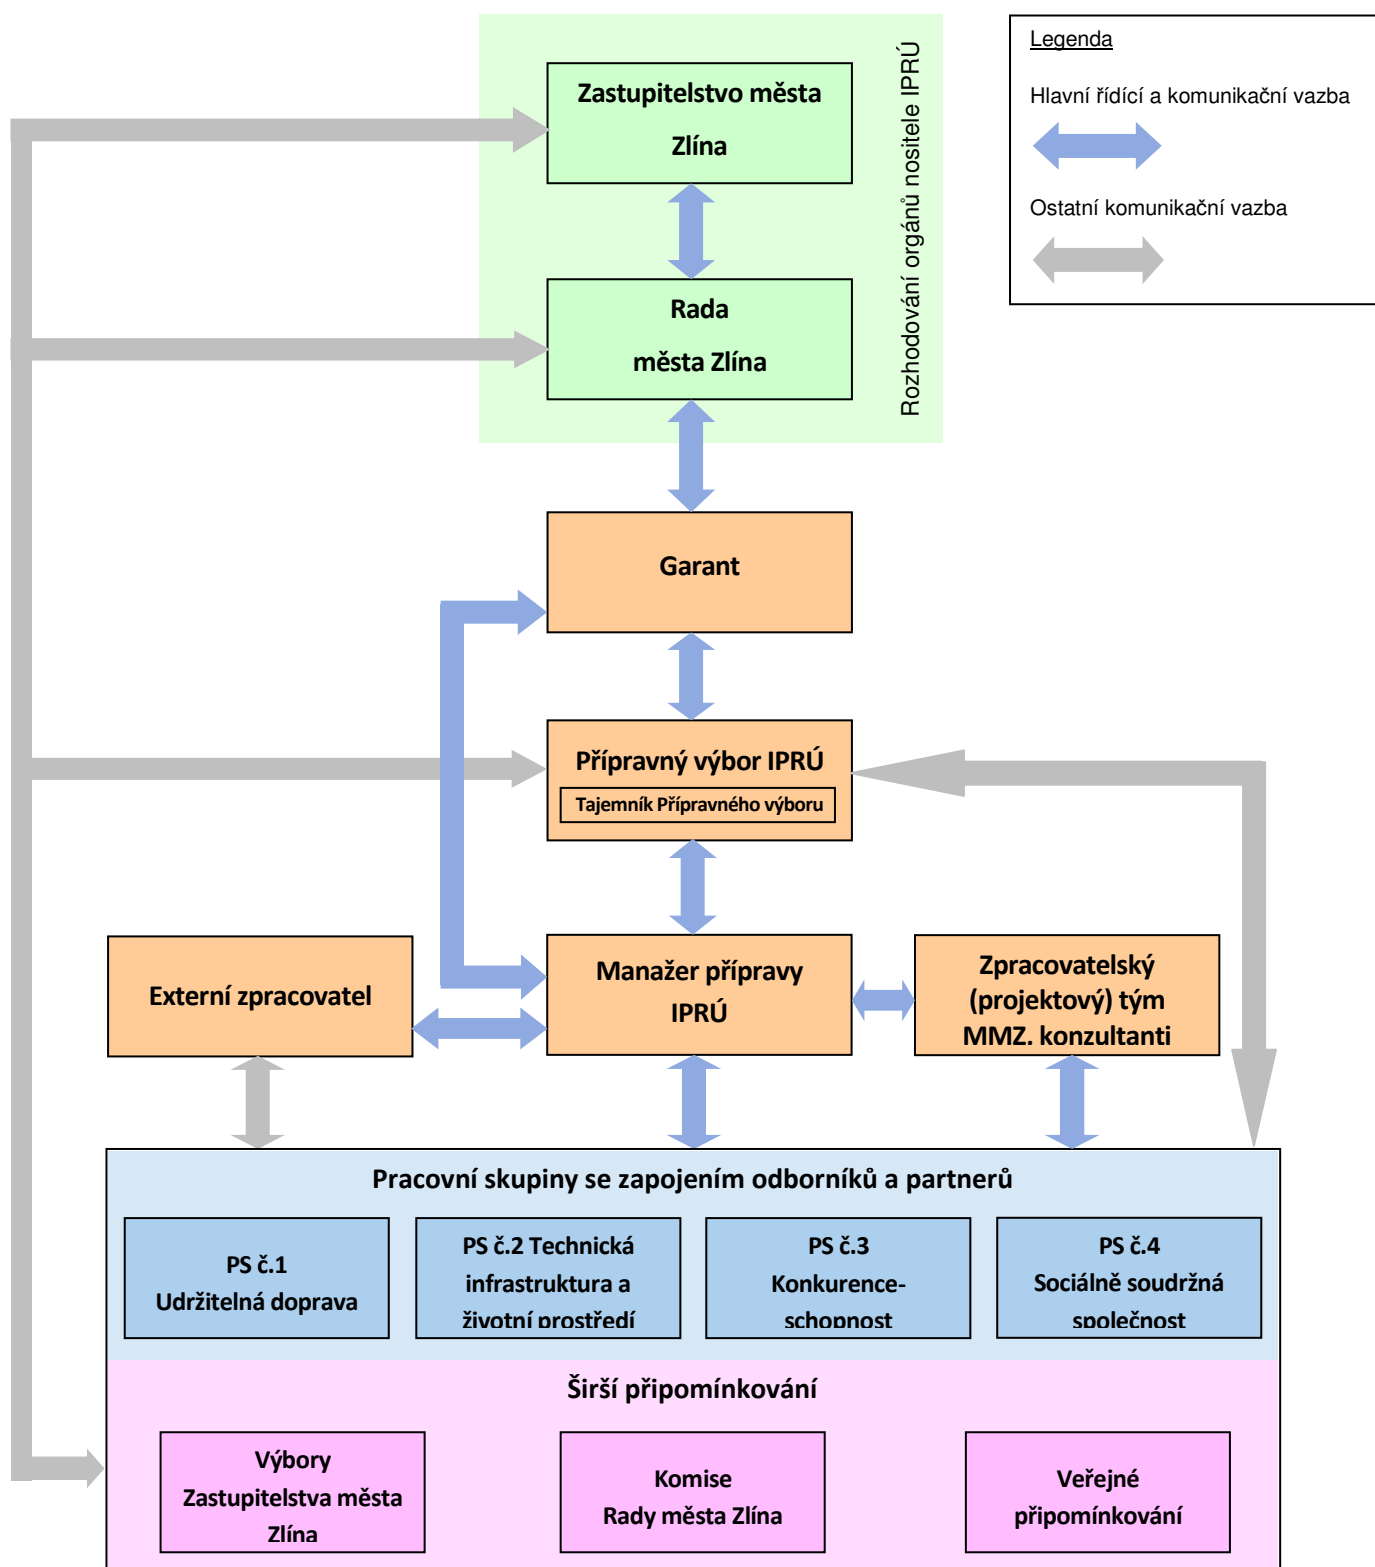 Legenda
Hlavní řídící a komunikační vazba
Ostatní komunikační vazba
Rozhodování orgánů nositele IPRÚ
Zastupitelstvo města
Zlína
Rada
města Zlína
Garant
Přípravný výbor IPRÚ
Tajemník Přípravného výboru
Externí zpracovatel
Manažer přípravy
IPRÚ
Zpracovatelský
(projektový) tým
MMZ. konzultanti
Pracovní skupiny se zapojením odborníků a partnerů
PS č.1
Udržitelná doprava
PS č.2 Technická
infrastruktura a
životní prostředí
PS č.3
Konkurence-
schopnost
PS č.4
Sociálně soudržná
společnost
Širší připomínkování
Výbory
Zastupitelstva města
Zlína
Komise
Rady města Zlína
Veřejné
připomínkování